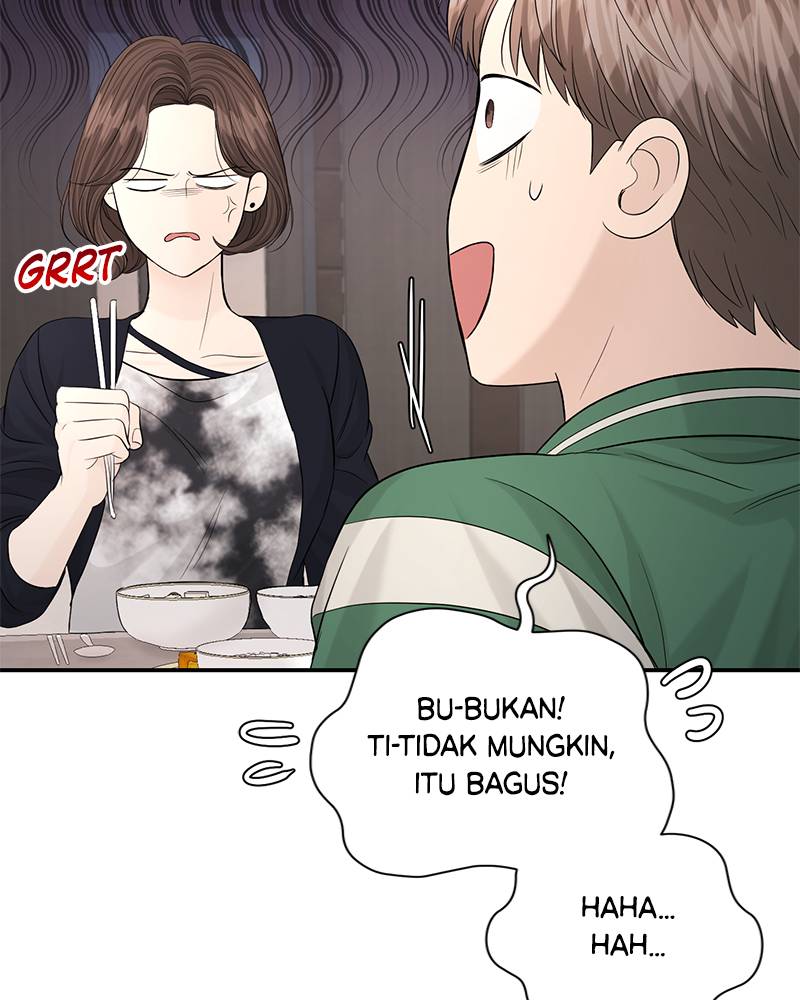 GRRT
BU-BUKAN!
TI-TIDAK MUNGKIN,
ITU BAGUS!
HAHA...
HAH...